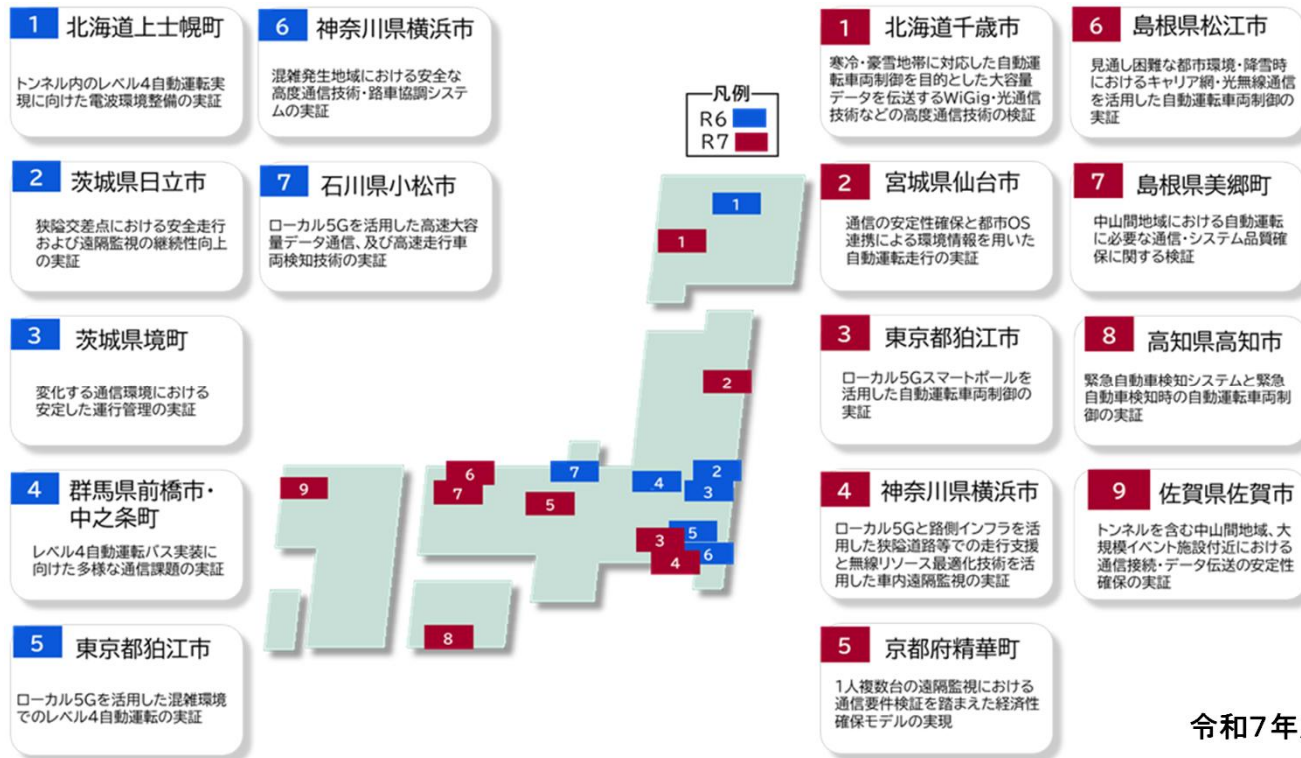 1 北海道上士幌町
トンネル内のレベル4自動運転実
現に向けた電波環境整備の実証
2 茨城県日立市
狭隘交差点における安全走行
および遠隔監視の継続性向上
の実証
3 茨城県境町
変化する通信環境における
安定した運行管理の実証
4 群馬県前橋市・
中之条町
レベル4自動運転バス実装に
向けた多様な通信課題の実証
5 東京都狛江市
ローカル5Gを活用した混雑環境
でのレベル4自動運転の実証
6 神奈川県横浜市
混雑発生地域における安全な
高度通信技術・路車協調システ
ムの実証
7 石川県小松市
ローカル5Gを活用した高速大容
量データ通信、及び高速走行車
両検知技術の実証
凡例
R6
R7
1
1
2
2
3
4
7
6
7
5
9
5
3
6
4
8
1 北海道千歳市
寒冷・豪雪地帯に対応した自動運
転車両制御を目的とした大容量
データを伝送するWiGig・光通信
技術などの高度通信技術の検証
2 宮城県仙台市
通信の安定性確保と都市OS
連携による環境情報を用いた
自動運転走行の実証
3 東京都狛江市
ローカル5Gスマートポールを
活用した自動運転車両制御の
実証
4 神奈川県横浜市
ローカル5Gと路側インフラを活
用した狭隘道路等での走行支援
と無線リソース最適化技術を活
用した車内遠隔監視の実証
5 京都府精華町
1人複数台の遠隔監視における
通信要件検証を踏まえた経済性
確保モデルの実現
6 島根県松江市
見通し困難な都市環境・降雪時
におけるキャリア網・光無線通信
を活用した自動運転車両制御の
実証
7 島根県美郷町
中山間地域における自動運転
に必要な通信・システム品質確
保に関する検証
8 高知県高知市
緊急自動車検知システムと緊急
自動車検知時の自動運転車両制
御の実証
9 佐賀県佐賀市
トンネルを含む中山間地域、大
規模イベント施設付近における
通信接続・データ伝送の安定性
確保の実証
令和7年